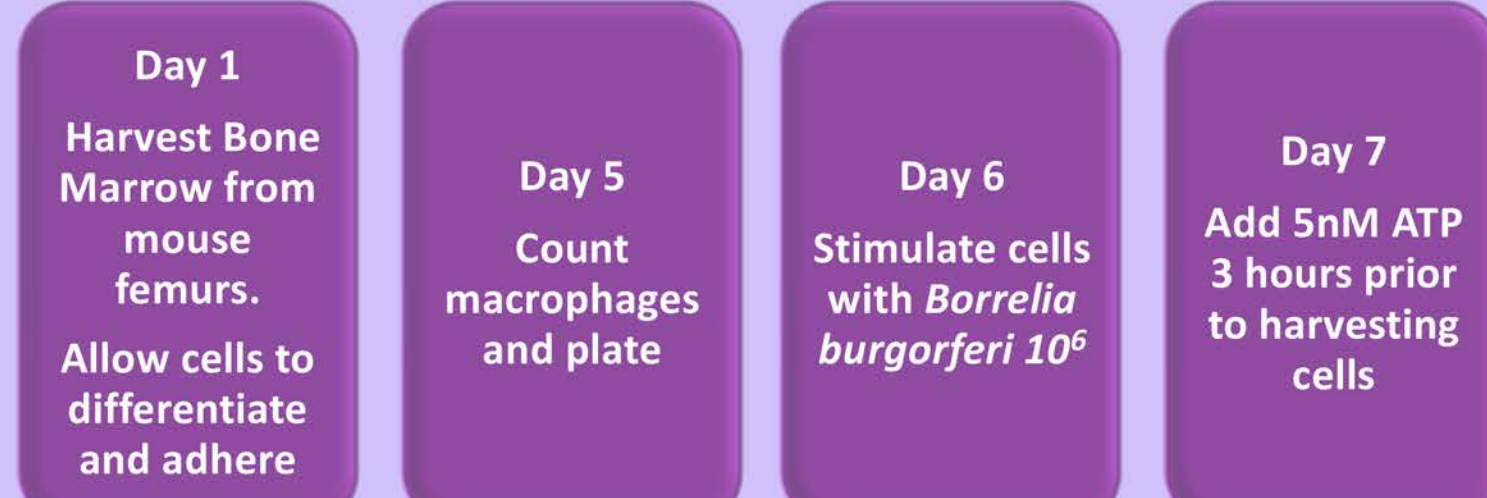 Day 1
Harvest Bone
Marrow from
mouse
femurs.
Allow cells to
differentiate
and adhere
Day 5
Count
macrophages
and plate
Day 6
Stimulate cells
with Borrelia
burgorferi 10⁶
Day 7
Add 5nM ATP
3 hours prior
to harvesting
cells